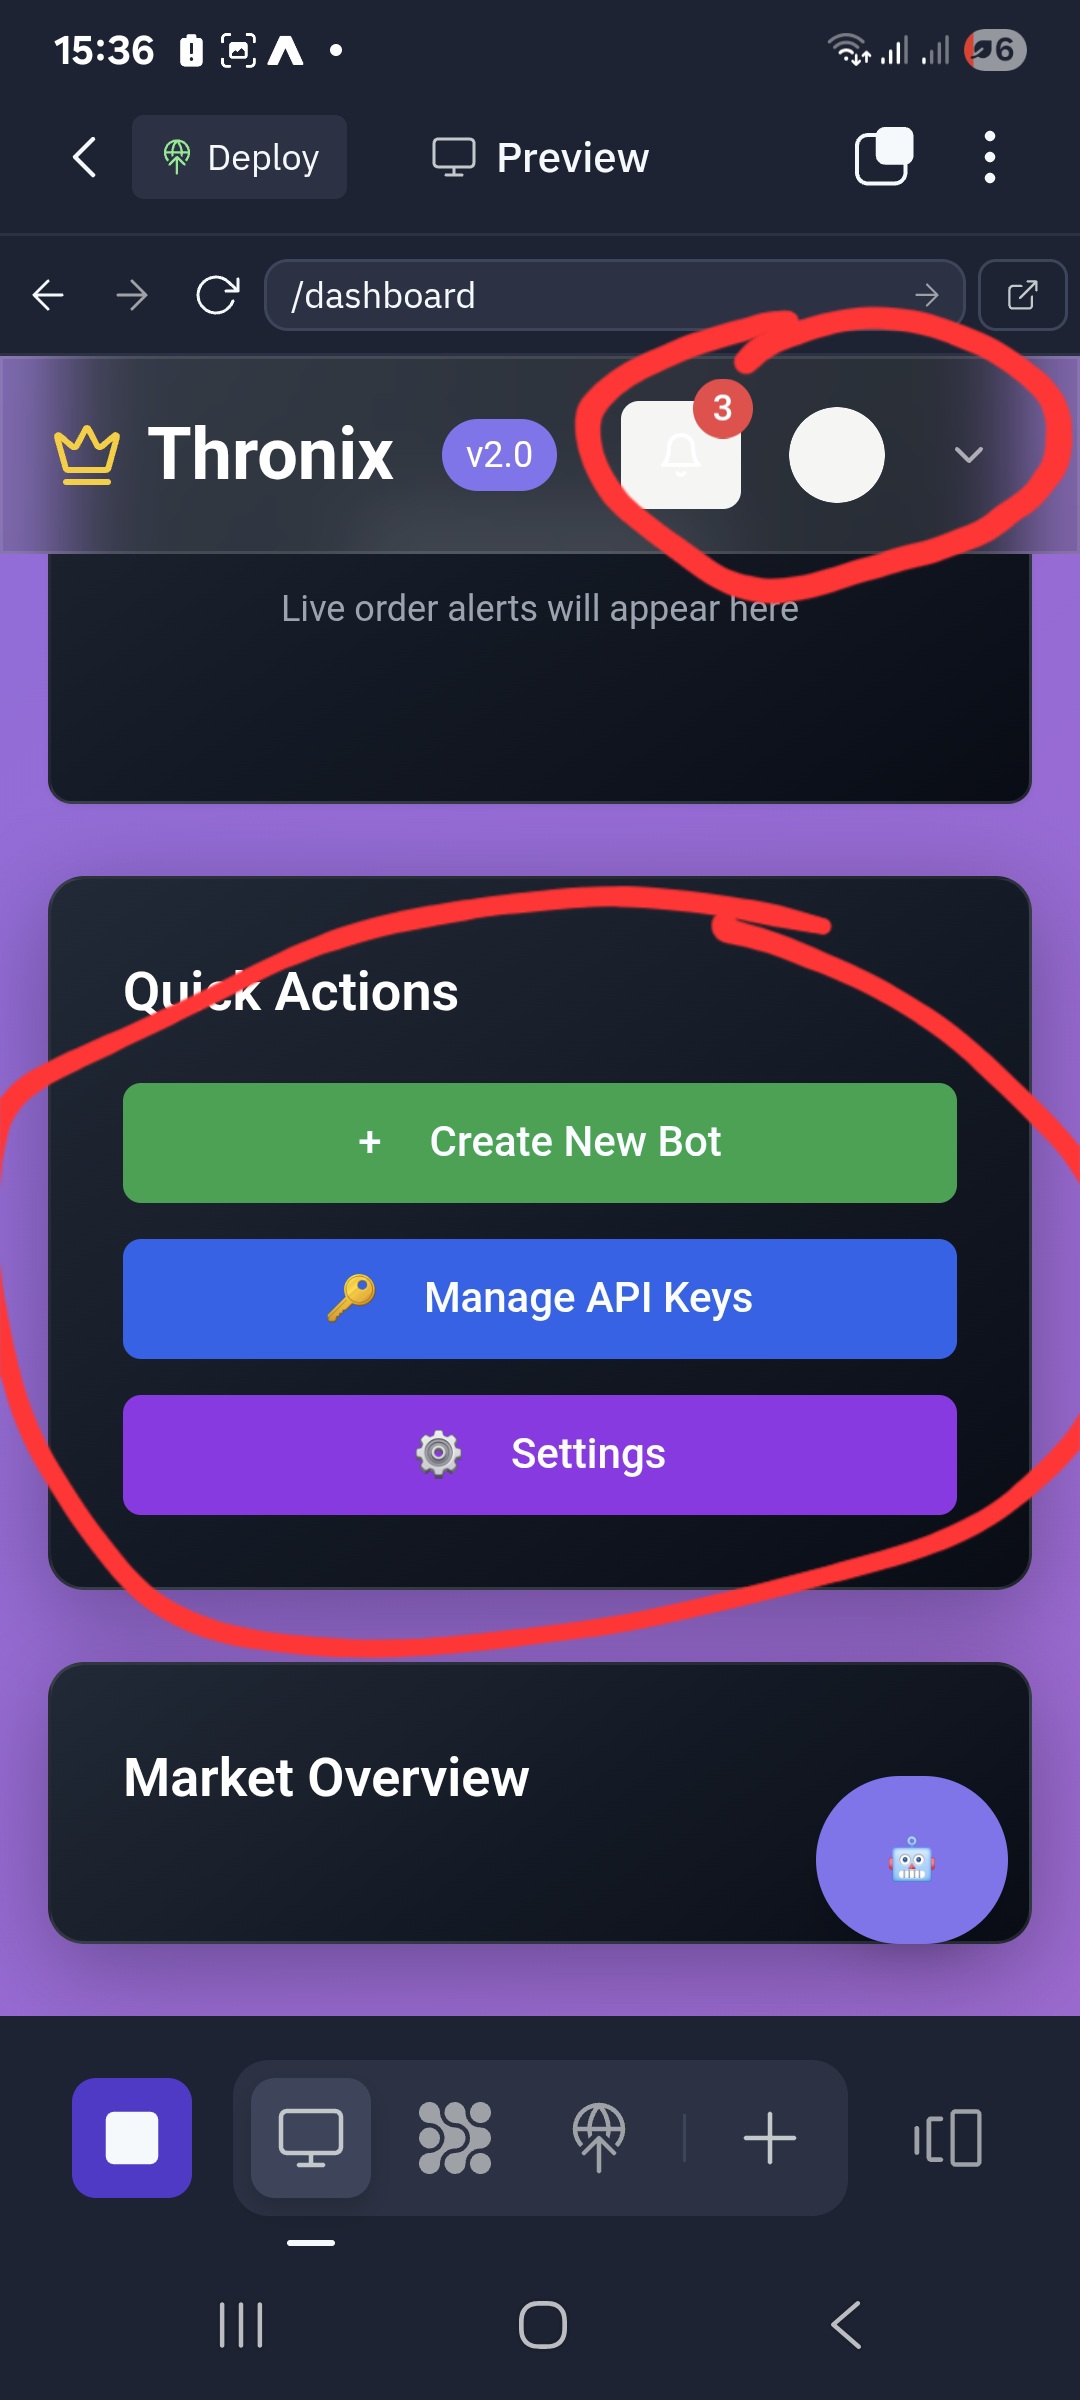 15:36
6
Deploy
Preview
/dashboard
Thronix
v2.0
3
Live order alerts will appear here
Quick Actions
+ Create New Bot
Manage API Keys
Settings
Market Overview